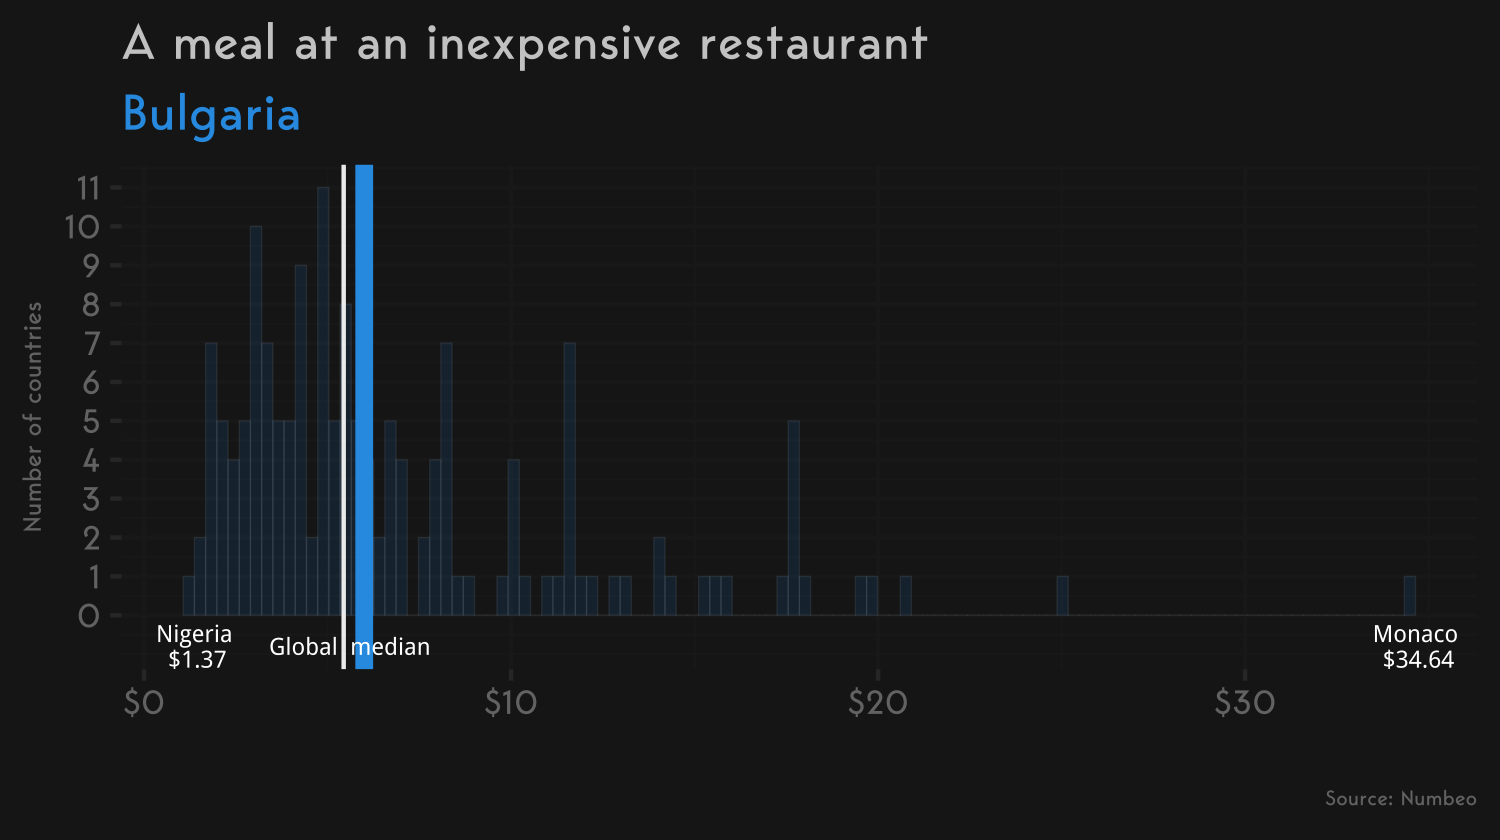 A meal at an inexpensive restaurant
Bulgaria
Number of countries
11
10
9
8
7
6
5
4
3
2
1
0
Nigeria
$1.37
Global median
Monaco
$34.64
$0 $10 $20 $30
Source: Numbeo